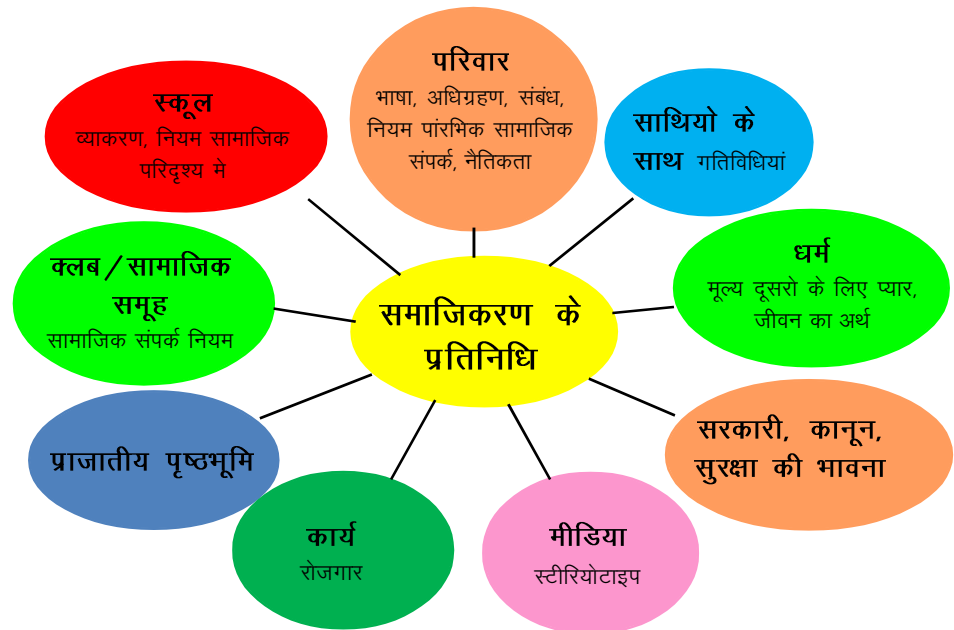 परिवार
भाषा, अधिग्रहण, संबंध,
नियम पांरभिक सामाजिक
संपर्क, नैतिकता
स्कूल
व्याकरण, नियम सामाजिक
परिदृश्य मे
साथियो के
साथ गतिविधियां
क्लब/सामाजिक
समूह
सामाजिक संपर्क नियम
धर्म
मूल्य दूसरो के लिए प्यार,
जीवन का अर्थ
समाजिकरण के
प्रतिनिधि
प्राजातीय पृष्ठभूमि
सरकारी, कानून,
सुरक्षा की भावना
कार्य
रोजगार
मीडिया
स्टीरियोटाइप